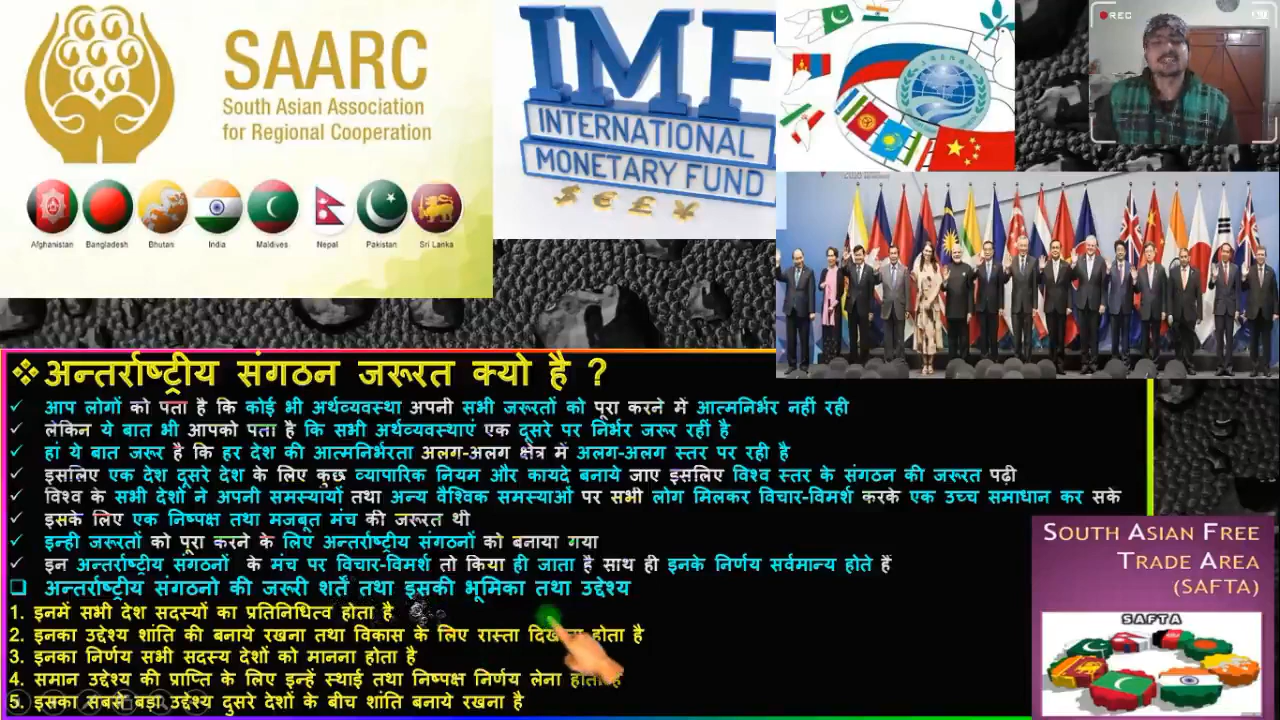 SAARC
South Asian Association
for Regional Cooperation
Afghanistan Bangladesh Bhutan India Maldives Nepal Pakistan Sri Lanka
IMF
INTERNATIONAL
MONETARY FUND
$ € £ ¥
REC
अन्तर्राष्ट्रीय संगठन जरूरत क्यो है ?
आप लोगों को पता है कि कोई भी अर्थव्यवस्था अपनी सभी जरूरतों को पूरा करने में आत्मनिर्भर नहीं रही
लेकिन ये बात भी आपको पता है कि सभी अर्थव्यवस्थाएं एक दूसरे पर निर्भर जरूर रहीं है
हां ये बात जरूर है कि हर देश की आत्मनिर्भरता अलग-अलग क्षेत्र में अलग-अलग स्तर पर रही है
इसलिए एक देश दूसरे देश के लिए कुछ व्यापारिक नियम और कायदे बनाये जाए इसलिए विश्व स्तर के संगठन की जरूरत पढ़ी
विश्व के सभी देशों ने अपनी समस्यायों तथा अन्य वैश्विक समस्याओं पर सभी लोग मिलकर विचार-विमर्श करके एक उच्च समाधान कर सके
इसके लिए एक निष्पक्ष तथा मजबूत मंच की जरूरत थी
इन्ही जरूरतों को पूरा करने के लिए अन्तर्राष्ट्रीय संगठनों को बनाया गया
इन अन्तर्राष्ट्रीय संगठनों के मंच पर विचार-विमर्श तो किया ही जाता है साथ ही इनके निर्णय सर्वमान्य होते हैं
अन्तर्राष्ट्रीय संगठनो की जरूरी शर्तें तथा इसकी भूमिका तथा उद्देश्य
1. इनमें सभी देश सदस्यों का प्रतिनिधित्व होता है
2. इनका उद्देश्य शांति की बनाये रखना तथा विकास के लिए रास्ता होता है
3. इनका निर्णय सभी सदस्य देशों को मानना होता है
4. समान उद्देश्य की प्राप्ति के लिए इन्हें स्थाई तथा निष्पक्ष निर्णय लेना होता है
5. इसका सबसे बड़ा उद्देश्य दुसरे देशों के बीच शांति बनाये रखना है
SOUTH ASIAN FREE
TRADE AREA
(SAFTA)
SAFTA